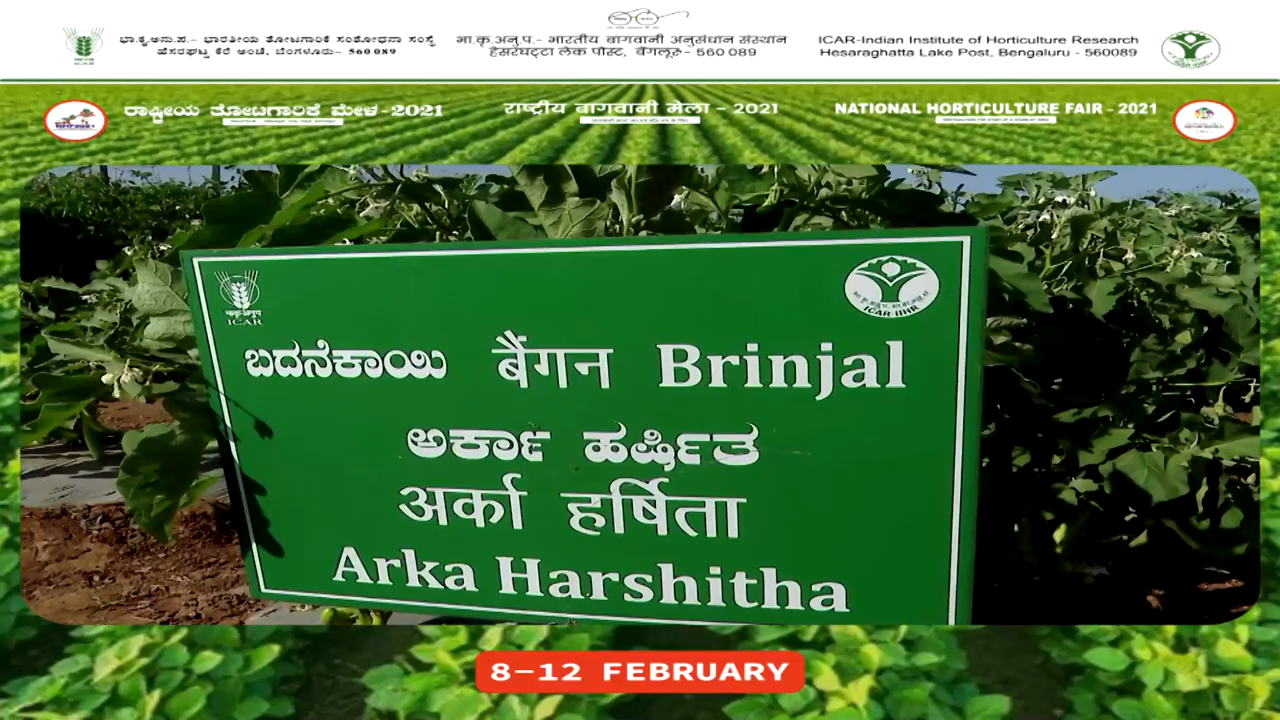 ಭಾ.ಕೃ.ಅನು.ಪ.- ಭಾರತೀಯ ತೋಟಗಾರಿಕೆ ಸಂಶೋಧನಾ ಸಂಸ್ಥೆ
ಹೆಸರಘಟ್ಟ ಕೆರೆ ಅಂಚೆ, ಬೆಂಗಳೂರು- 560 089
भा.कृ.अनु.प.- भारतीय बागवानी अनुसंधान संस्थान
हेसरघट्टा लेक पोस्ट, बेंगलूरू - 560 089
ICAR-Indian Institute of Horticulture Research
Hesaraghatta Lake Post, Bengaluru - 560089
ICAR
ರಾಷ್ಟ್ರೀಯ ತೋಟಗಾರಿಕೆ ಮೇಳ -2021
राष्ट्रीय बागवानी मेला - 2021
NATIONAL HORTICULTURE FAIR - 2021
भाकृअनुप
ICAR
ICAR-IIHR
ಬದನೆಕಾಯಿ बैंगन Brinjal
ಅರ್ಕಾ ಹರ್ಷಿತ
अर्का हर्षिता
Arka Harshitha
8-12 FEBRUARY